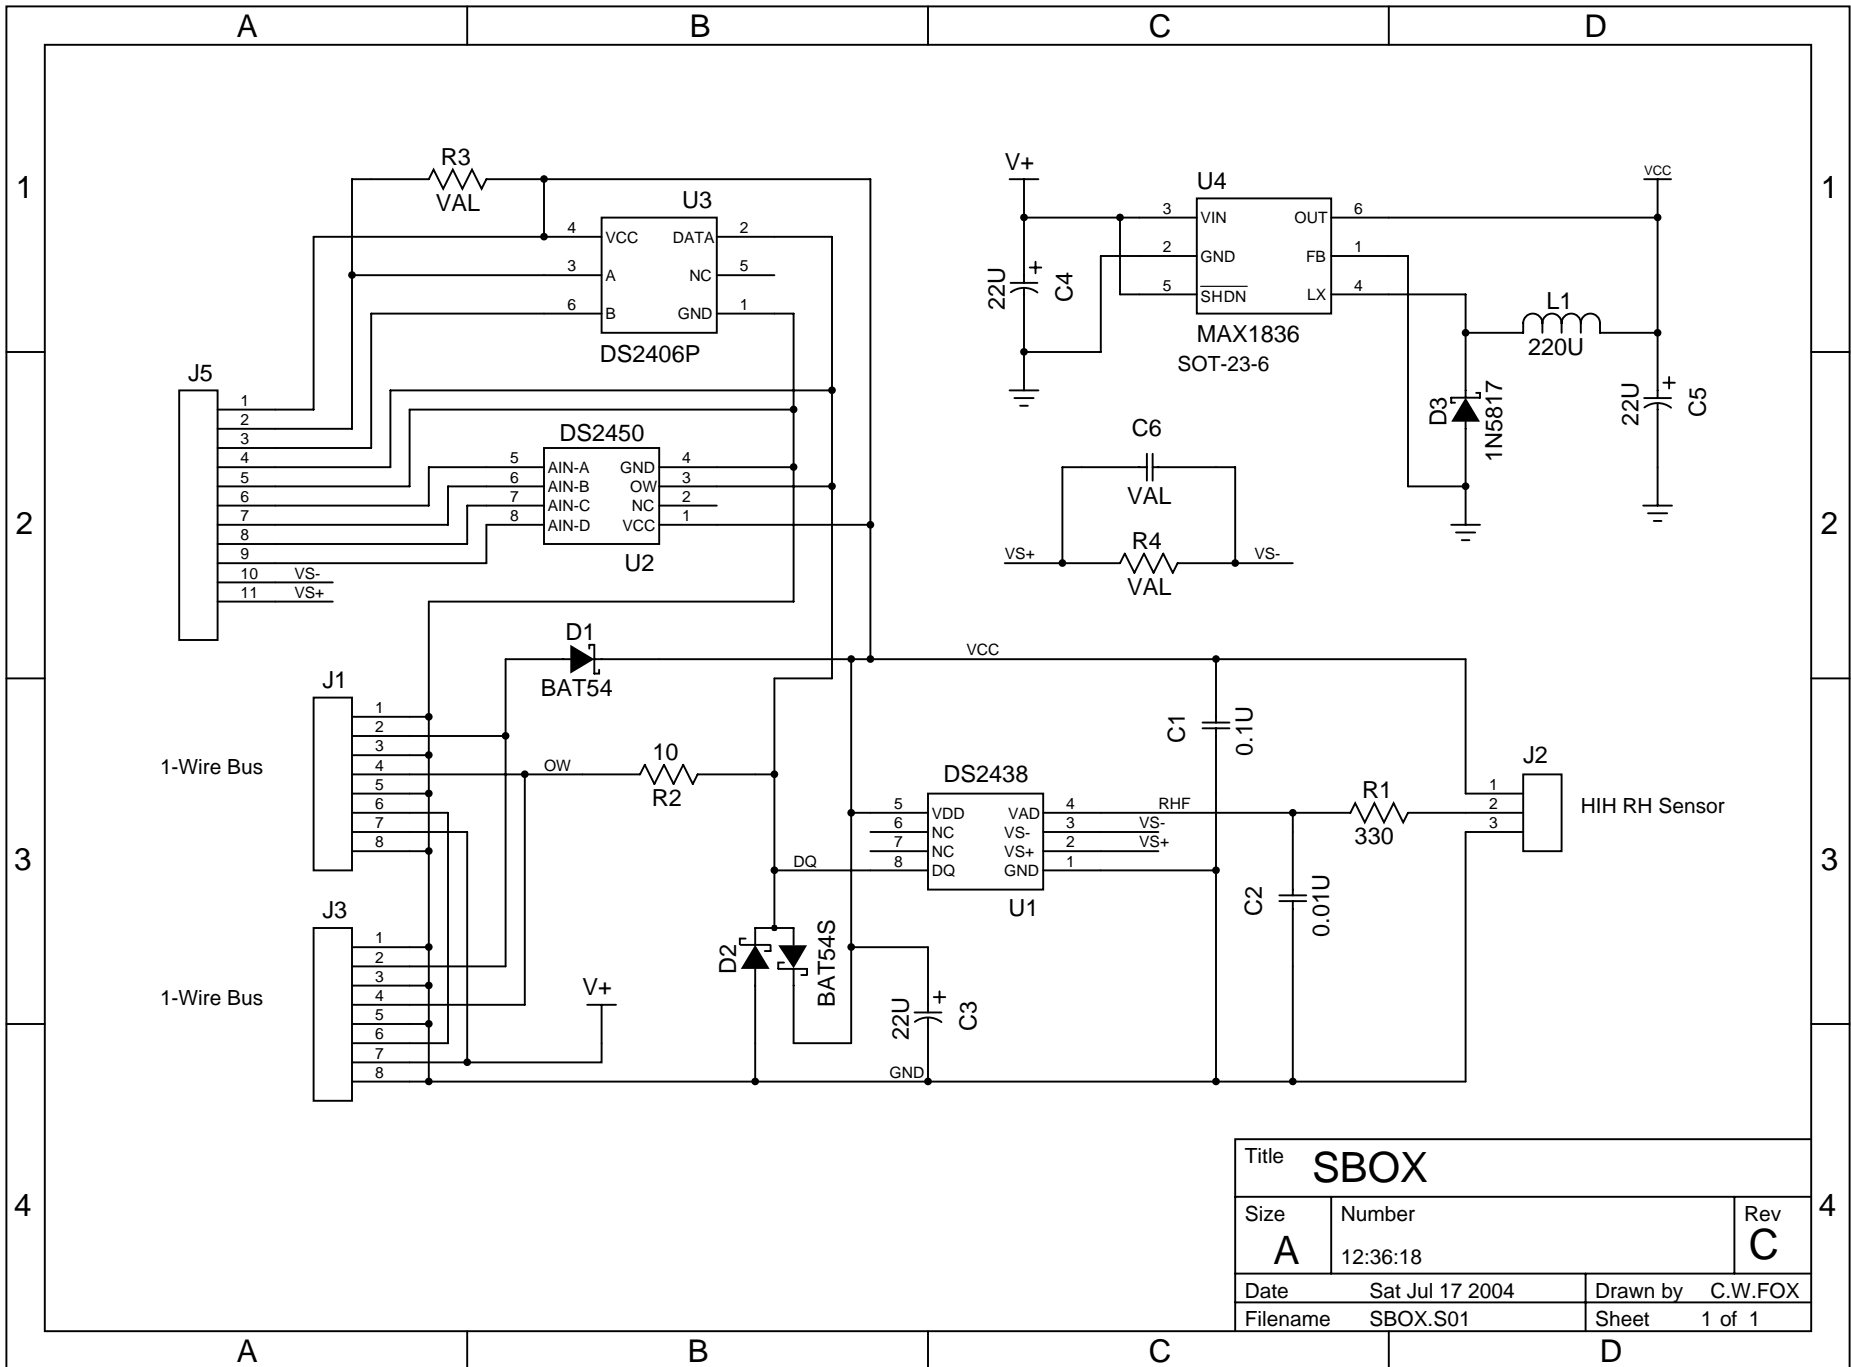 A B C D
1 1
2 2
3 3
4 4
A B C D
R3
VAL
U3
4 VCC DATA 2
3 A NC 5
6 B GND 1
DS2406P
J5
1
2
3
4
5
6
7
8
9
10 VS-
11 VS+
DS2450
5 AIN-A GND 4
6 AIN-B OW 3
7 AIN-C NC 2
8 AIN-D VCC 1
U2
V+
22U + C4
U4
3 VIN OUT 6
2 GND FB 1
5 SHDN LX 4
MAX1836
SOT-23-6
VCC
L1
220U
D3 1N5817
22U + C5
C6
VAL
VS+ R4 VS-
VAL
D1
BAT54
VCC
J1
1-Wire Bus
1
2
3
4
5
6
7
8
OW
10
R2
J3
1-Wire Bus
1
2
3
4
5
6
7
8
V+
D2 BAT54S
DQ
DS2438
5 VDD VAD 4 RHF
6 NC VS- 3 VS-
7 NC VS+ 2 VS+
8 DQ GND 1
U1
22U + C3
GND
C1 0.1U
C2 0.01U
R1
330
J2
1
2
3
HIH RH Sensor
Title SBOX
Size A
Number
12:36:18
Rev C
Date Sat Jul 17 2004
Drawn by C.W.FOX
Filename SBOX.S01
Sheet 1 of 1